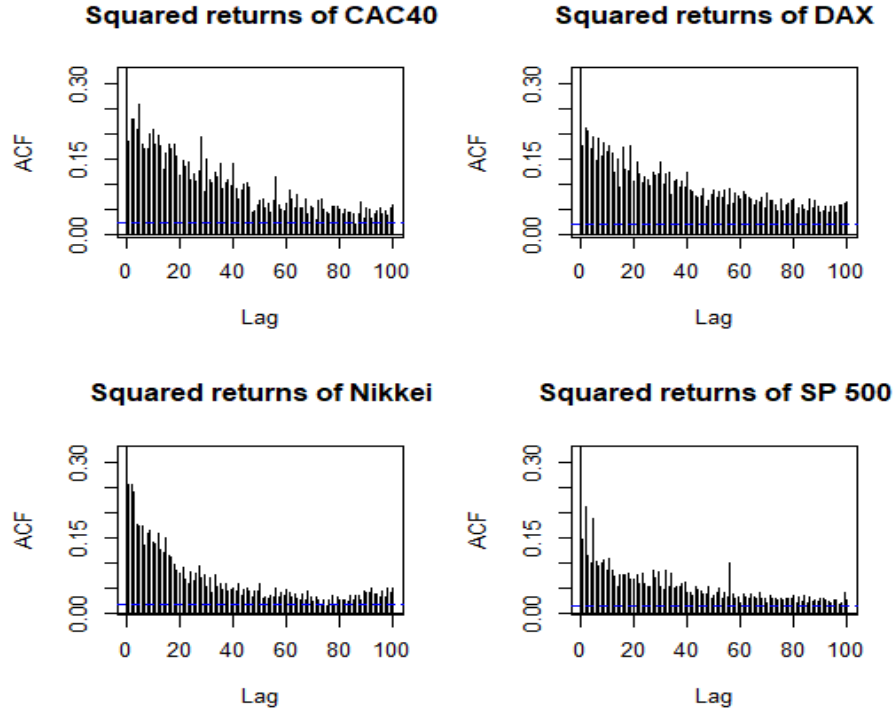 Squared returns of CAC40
ACF
0.00 0.15 0.30
0 20 40 60 80 100
Lag
Squared returns of DAX
ACF
0.00 0.15 0.30
0 20 40 60 80 100
Lag
Squared returns of Nikkei
ACF
0.00 0.15 0.30
0 20 40 60 80 100
Lag
Squared returns of SP 500
ACF
0.00 0.15 0.30
0 20 40 60 80 100
Lag